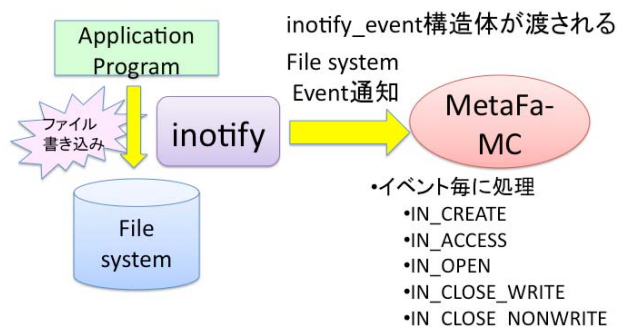 inotify_event構造体が渡される
Application
Program
File system
Event通知
ファイル
書き込み
inotify
MetaFa-
MC
File
system
•イベント毎に処理
•IN_CREATE
•IN_ACCESS
•IN_OPEN
•IN_CLOSE_WRITE
•IN_CLOSE_NONWRITE